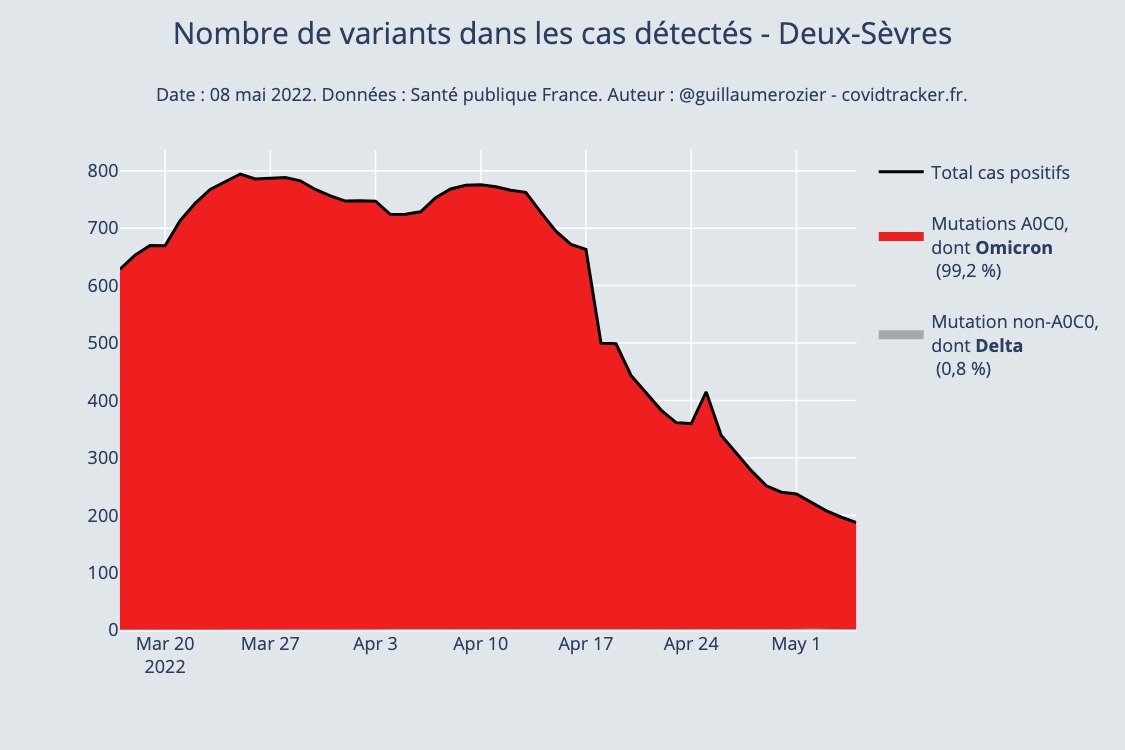 Nombre de variants dans les cas détectés - Deux-Sèvres
Date : 08 mai 2022. Données : Santé publique France. Auteur : @guillaumerozier - covidtracker.fr.
800
700
600
500
400
300
200
100
0
Mar 20
2022
Mar 27
Apr 3
Apr 10
Apr 17
Apr 24
May 1
Total cas positifs
Mutations A0C0,
dont Omicron
(99,2 %)
Mutation non-A0C0,
dont Delta
(0,8 %)